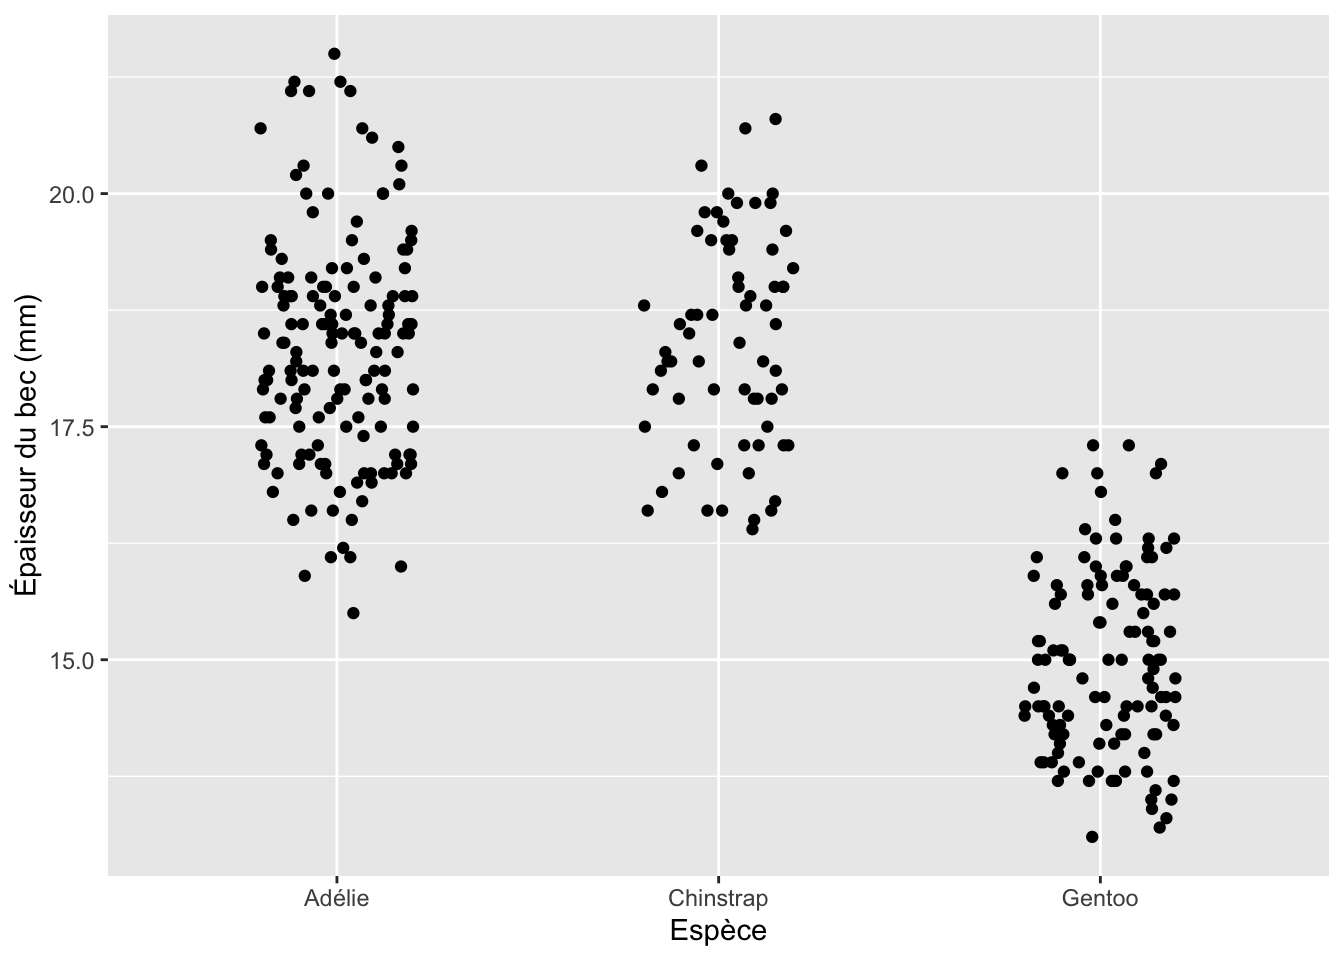 Épaisseur du bec (mm)
20.0
17.5
15.0
Adélie Chinstrap Gentoo
Espèce